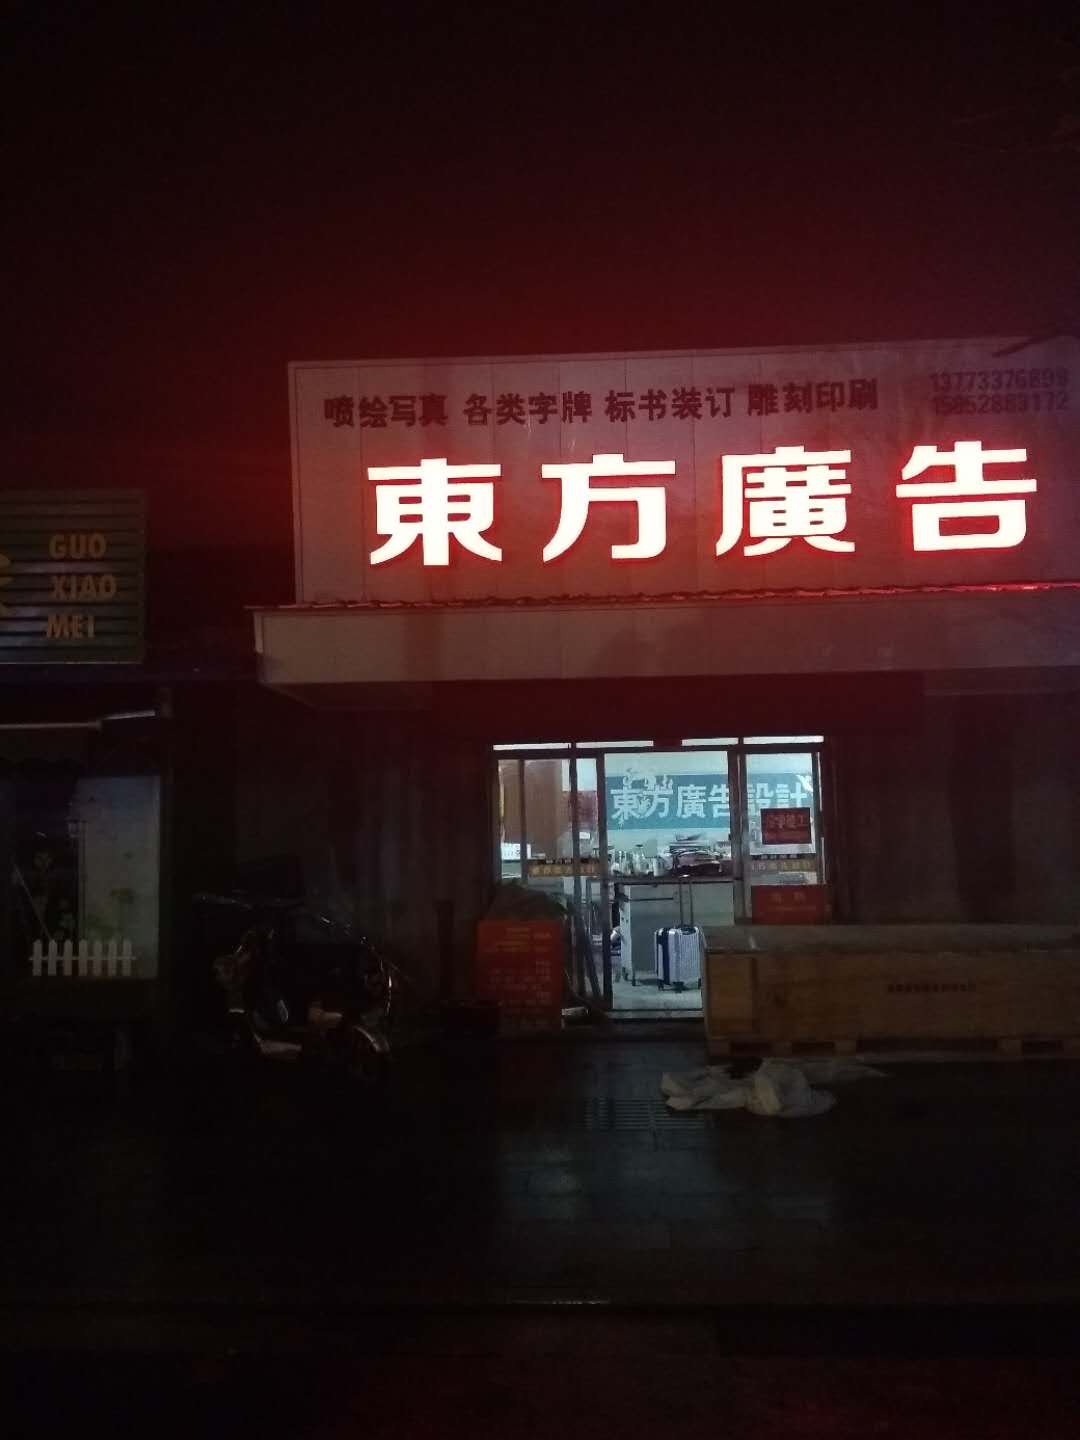 喷绘写真 各类字牌 标书装订 雕刻印刷
13773376899
15852883172
東方廣告
GUO
XIAO
MEI
東方廣告設計